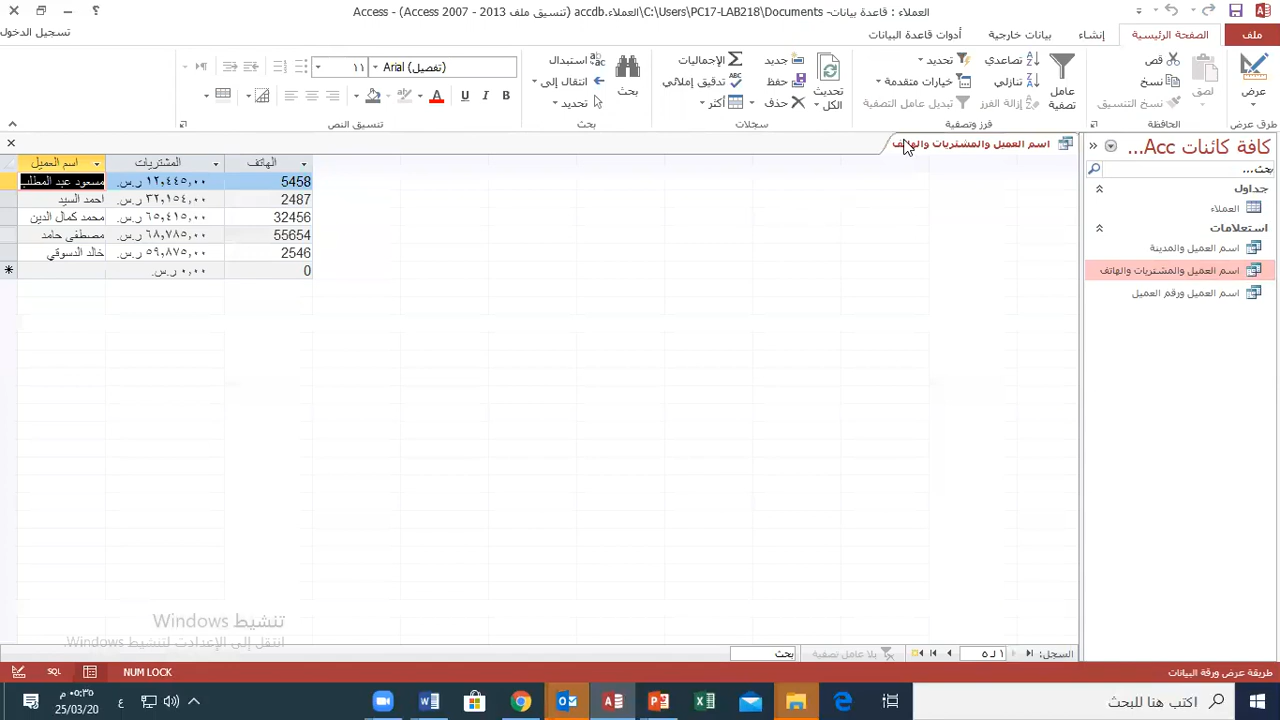 العملاء : قاعدة بيانات- C:\Users\PC17-LAB218\Documents\العملاء.accdb (تنسيق ملف Access 2007 - 2013) - Access
?
تسجيل الدخول
ملف
الصفحة الرئيسية
إنشاء
بيانات خارجية
أدوات قاعدة البيانات
عرض
طرق عرض
لصق
قص
نسخ
نسخ التنسيق
الحافظة
عامل تصفية
تصاعدي
تنازلي
إزالة الفرز
تحديد
خيارات متقدمة
تبديل عامل التصفية
فرز وتصفية
تحديث الكل
جديد
حفظ
حذف
الإجماليات
تدقيق إملائي
أكثر
سجلات
بحث
استبدال
انتقال إلى
تحديد
بحث
Arial (تفصيل)
١١
B I U A
تنسيق النص
كافة كائنات Acc...
بحث...
جداول
العملاء
استعلامات
اسم العميل والمدينة
اسم العميل والمشتريات والهاتف
اسم العميل ورقم العميل
اسم العميل والمشتريات والهاتف
اسم العميل المشتريات الهاتف
مسعود عبد المطلب ١٢,٤٤٥,٠٠ ر.س. 5458
احمد السيد ٣٢,١٥٤,٠٠ ر.س. 2487
محمد كمال الدين ٦٥,٤١٥,٠٠ ر.س. 32456
مصطفى حامد ٦٨,٧٨٥,٠٠ ر.س. 55654
خالد الدسوقي ٥٩,٨٧٥,٠٠ ر.س. 2546
٠,٠٠ ر.س. 0
تنشيط Windows
انتقل إلى الإعدادات لتنشيط Windows.
السجل: ١ لـ ٥ بلا عامل تصفية بحث
طريقة عرض ورقة البيانات
NUM LOCK
SQL
اكتب هنا للبحث
ع
٠٥:٣٥ م
25/03/20